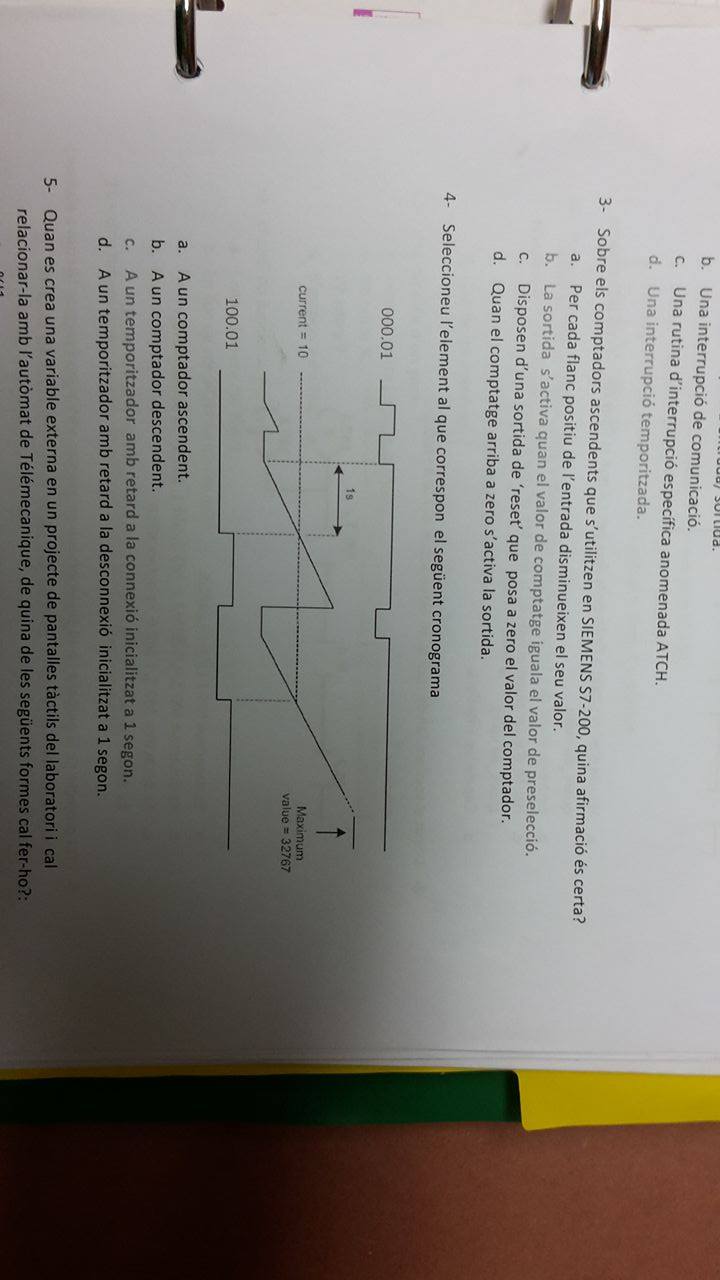 sortida.
b. Una interrupció de comunicació.
c. Una rutina d'interrupció específica anomenada ATCH.
d. Una interrupció temporitzada.
3- Sobre els comptadors ascendents que s'utilitzen en SIEMENS S7-200, quina afirmació és certa?
a. Per cada flanc positiu de l'entrada disminueixen el seu valor.
b. La sortida s'activa quan el valor de comptatge iguala el valor de preselecció.
c. Disposen d'una sortida de 'reset' que posa a zero el valor del comptador.
d. Quan el comptatge arriba a zero s'activa la sortida.
4- Seleccioneu l'element al que correspon el següent cronograma
000.01
1s
current = 10
Maximum
value = 32767
100.01
a. A un comptador ascendent.
b. A un comptador descendent.
c. A un temporitzador amb retard a la connexió inicialitzat a 1 segon.
d. A un temporitzador amb retard a la desconnexió inicialitzat a 1 segon.
5- Quan es crea una variable externa en un projecte de pantalles tàctils del laboratori i cal
relacionar-la amb l'autòmat de Télémecanique, de quina de les següents formes cal fer-ho?: